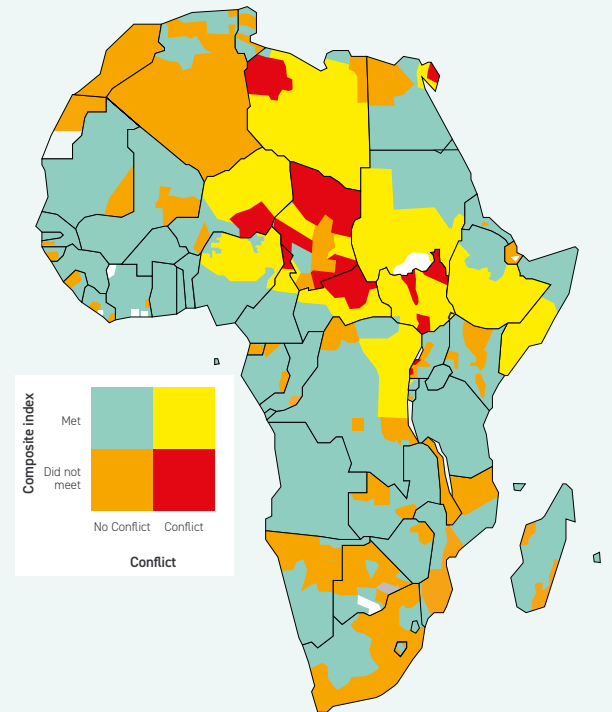 Composite index
Met
Did not
meet
No Conflict
Conflict
Conflict